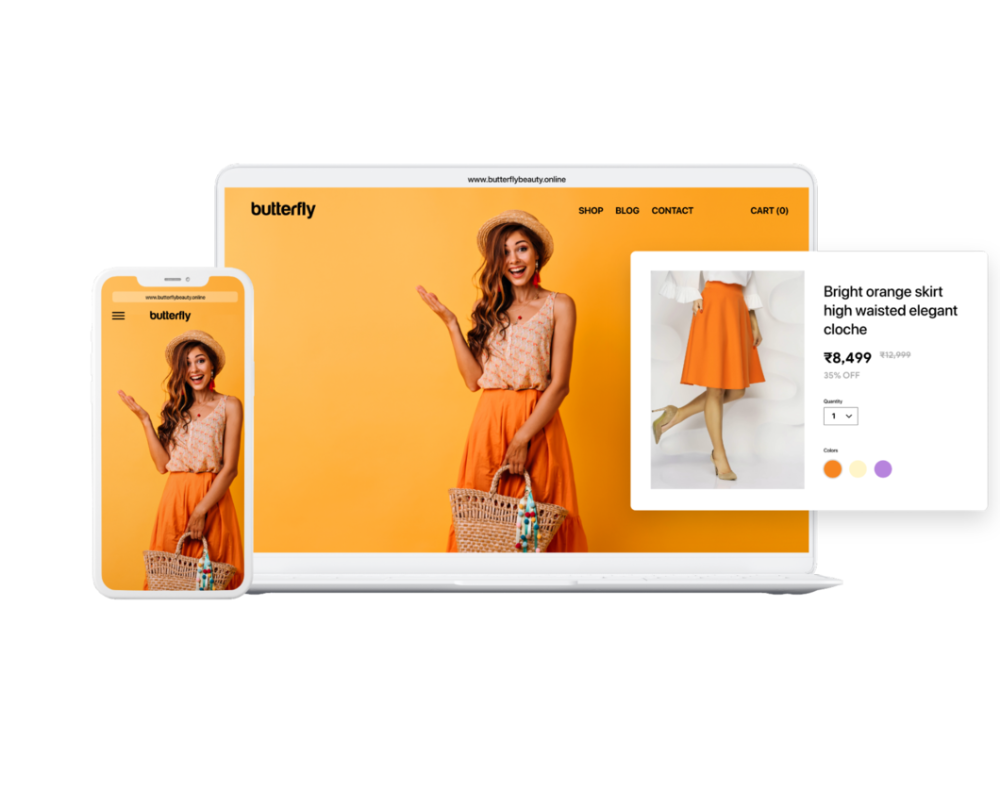 www.butterflybeauty.online
butterfly
SHOP BLOG CONTACT CART (0)
www.butterflybeauty.online
butterfly
Bright orange skirt
high waisted elegant
cloche
₹8,499 ₹12,999
35% OFF
Quantity
1
Colors